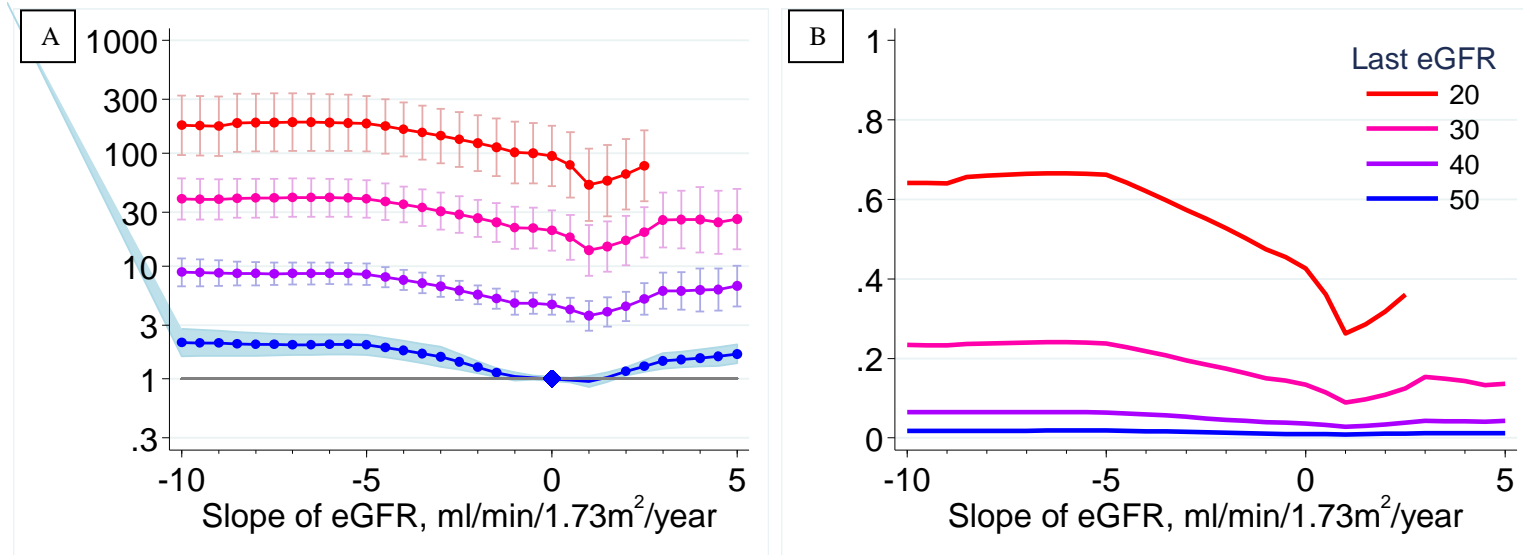 A
1000
300
100
30
10
3
1
.3
-10 -5 0 5
Slope of eGFR, ml/min/1.73m²/year
B
1
.8
.6
.4
.2
0
-10 -5 0 5
Slope of eGFR, ml/min/1.73m²/year
Last eGFR
20
30
40
50